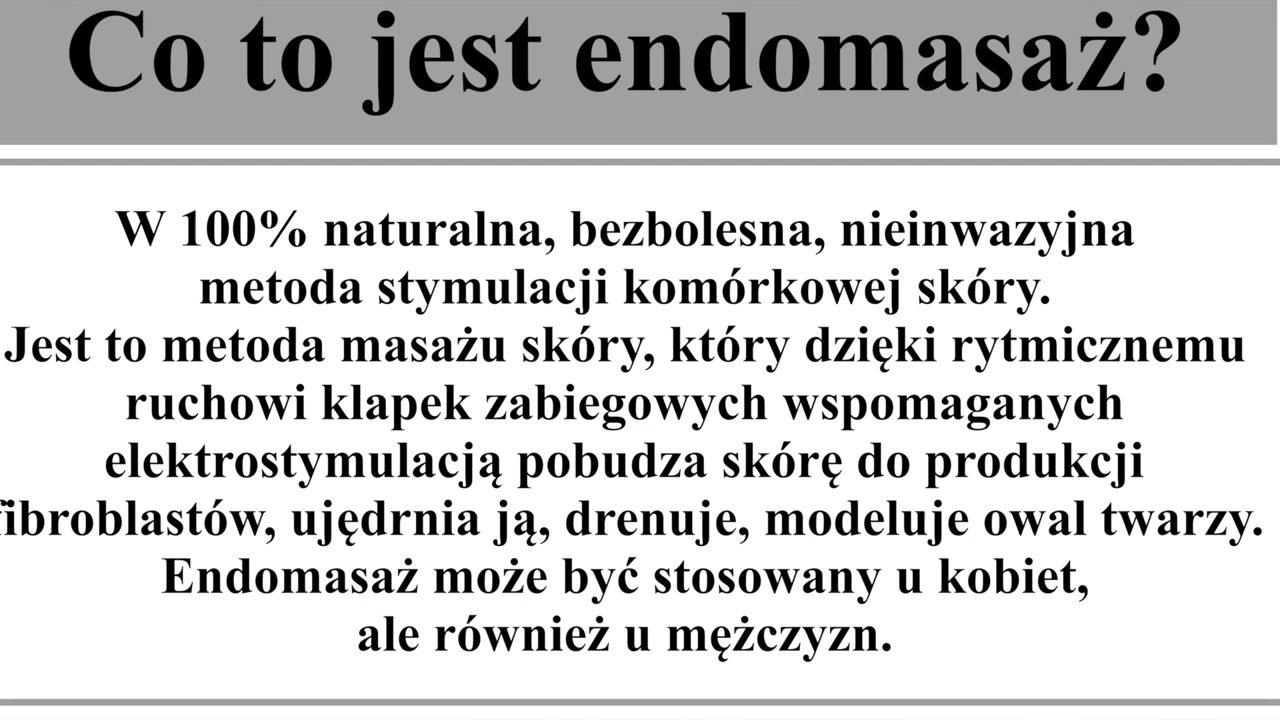 Co to jest endomasaż?
W 100% naturalna, bezbolesna, nieinwazyjna
metoda stymulacji komórkowej skóry.
Jest to metoda masażu skóry, który dzięki rytmicznemu
ruchowi klapek zabiegowych wspomaganych
elektrostymulacją pobudza skórę do produkcji
fibroblastów, ujędrnia ją, drenuje, modeluje owal twarzy.
Endomasaż może być stosowany u kobiet,
ale również u mężczyzn.